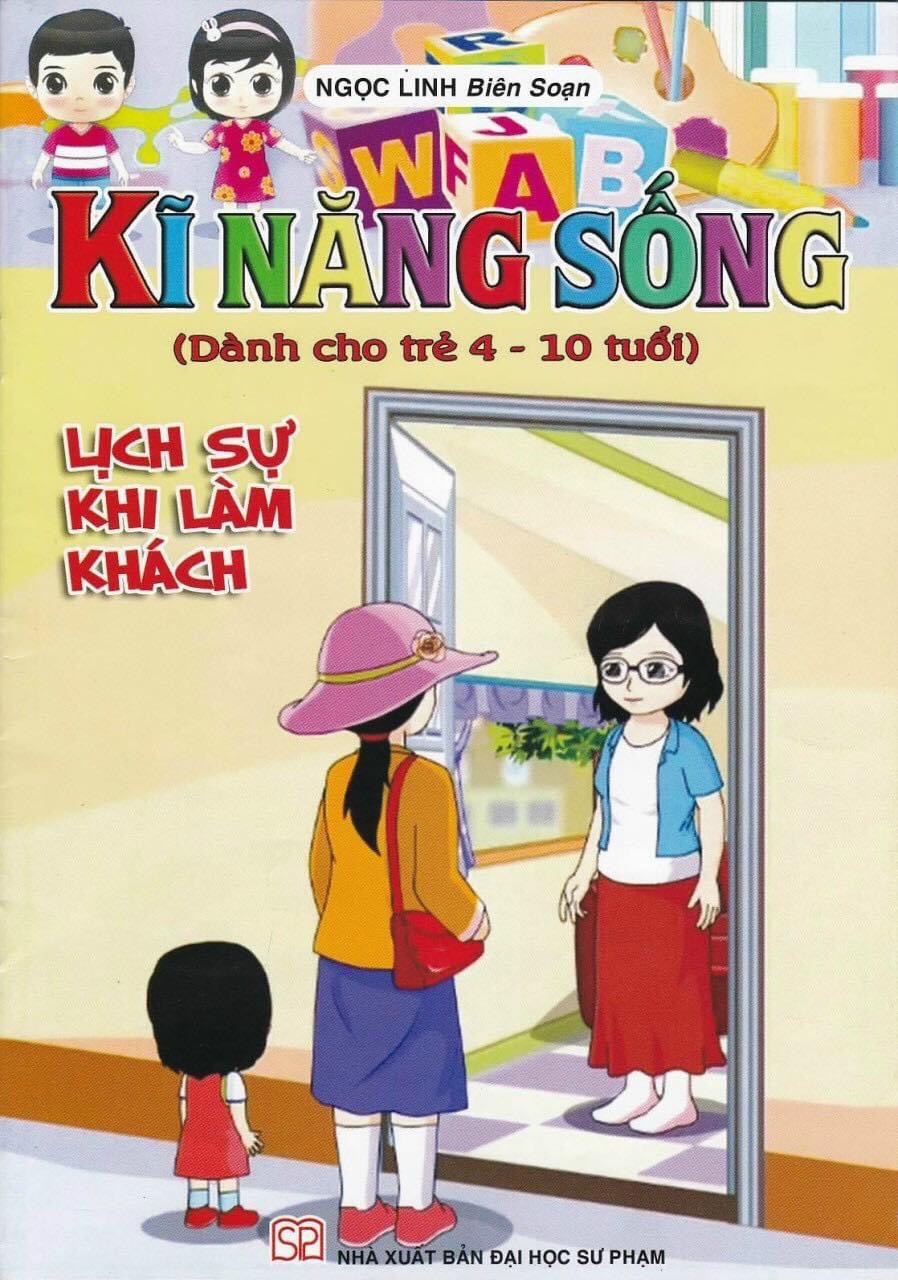 NGỌC LINH Biên Soạn
W
F
J
A
B
R
KĨ NĂNG SỐNG
(Dành cho trẻ 4 - 10 tuổi)
LỊCH SỰ
KHI LÀM
KHÁCH
SP
NHÀ XUẤT BẢN ĐẠI HỌC SƯ PHẠM